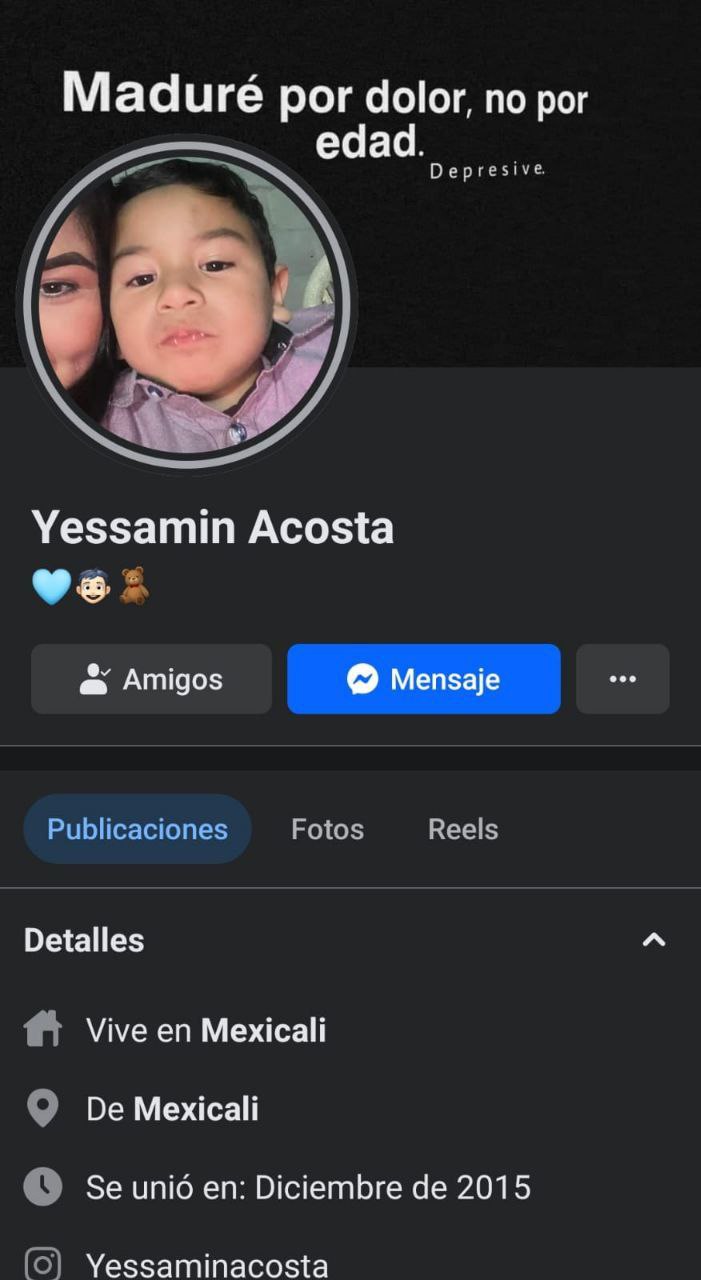 Maduré por dolor, no por
edad.
Depresive.
Yessamin Acosta
Amigos
Mensaje
Publicaciones
Fotos
Reels
Detalles
Vive en Mexicali
De Mexicali
Se unió en: Diciembre de 2015
Yessaminacosta